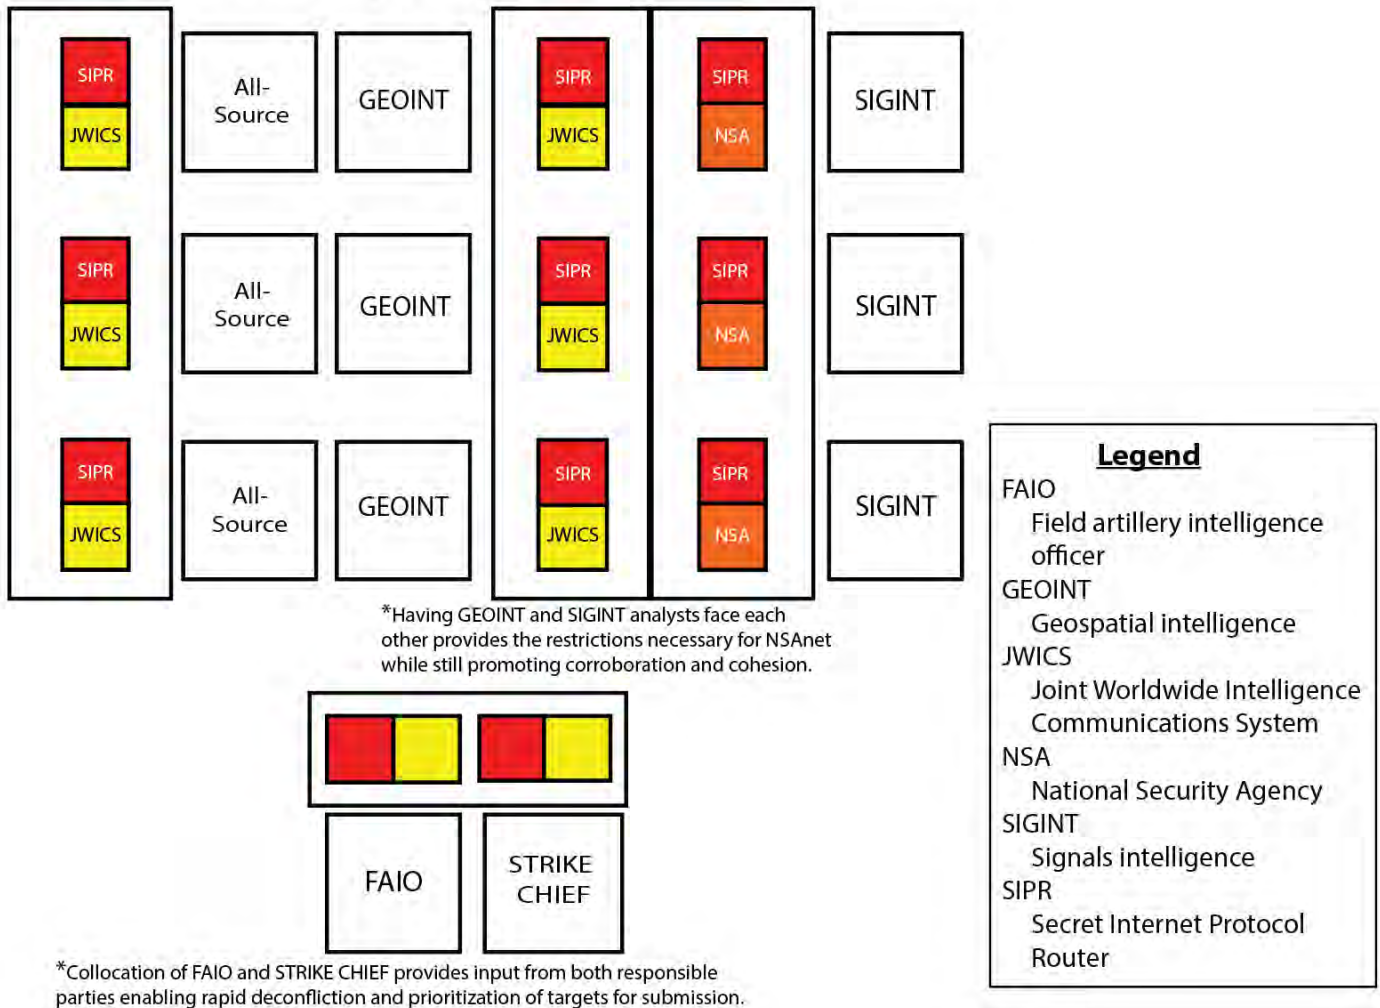 SIPR
JWICS
All-
Source
GEOINT
SIPR
JWICS
SIPR
NSA
SIGINT
SIPR
JWICS
All-
Source
GEOINT
SIPR
JWICS
SIPR
NSA
SIGINT
SIPR
JWICS
All-
Source
GEOINT
SIPR
JWICS
SIPR
NSA
SIGINT
*Having GEOINT and SIGINT analysts face each
other provides the restrictions necessary for NSAnet
while still promoting corroboration and cohesion.
FAIO
STRIKE
CHIEF
*Collocation of FAIO and STRIKE CHIEF provides input from both responsible
parties enabling rapid deconfliction and prioritization of targets for submission.
Legend
FAIO
Field artillery intelligence
officer
GEOINT
Geospatial intelligence
JWICS
Joint Worldwide Intelligence
Communications System
NSA
National Security Agency
SIGINT
Signals intelligence
SIPR
Secret Internet Protocol
Router